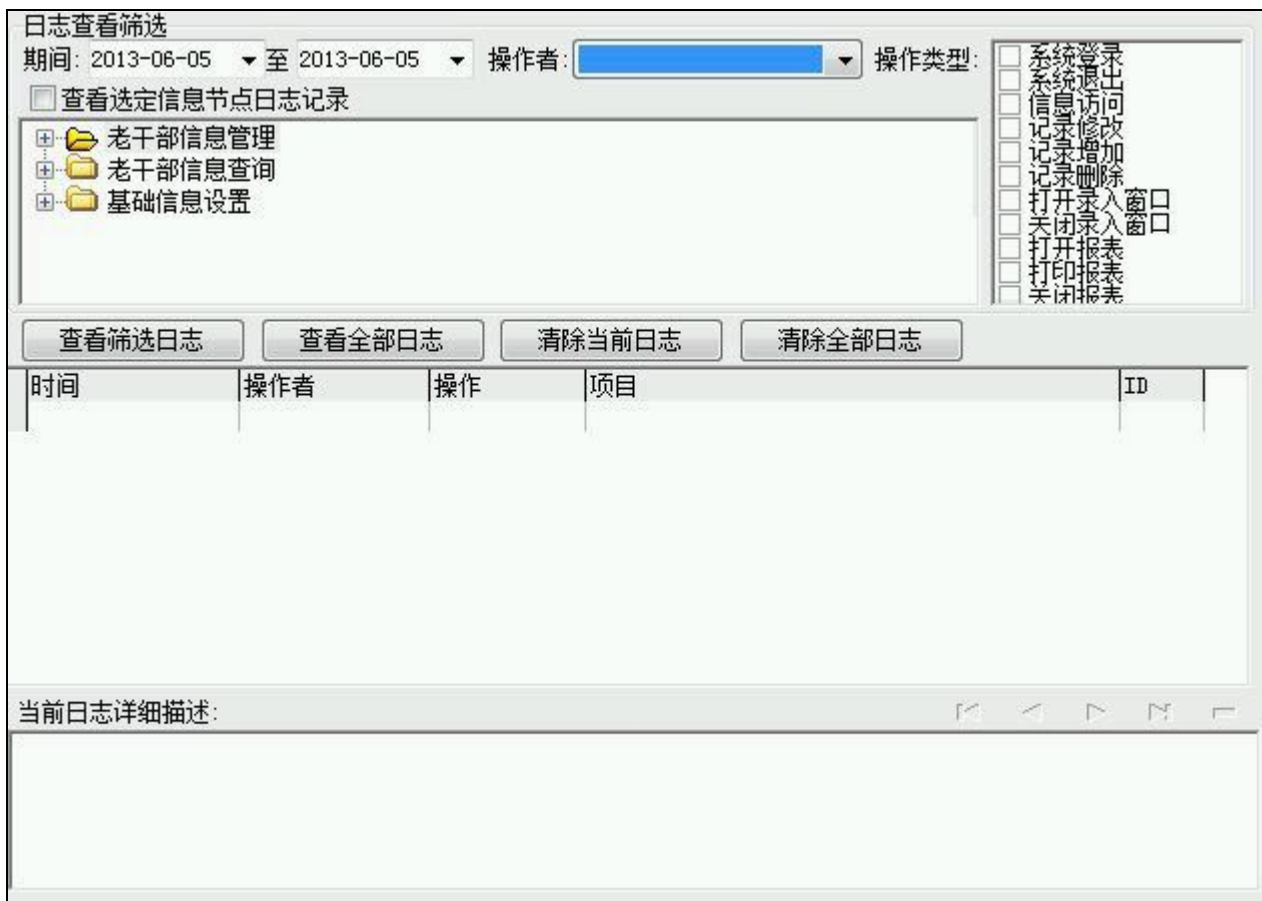 日志查看筛选
期间: 2013-06-05 至 2013-06-05 操作者: 操作类型:
系统登录
系统退出
信息访问
记录修改
记录增加
记录删除
打开录入窗口
关闭录入窗口
打开报表
打印报表
关闭报表
查看选定信息节点日志记录
老干部信息管理
老干部信息查询
基础信息设置
查看筛选日志 查看全部日志 清除当前日志 清除全部日志
时间 操作者 操作 项目 ID
当前日志详细描述: